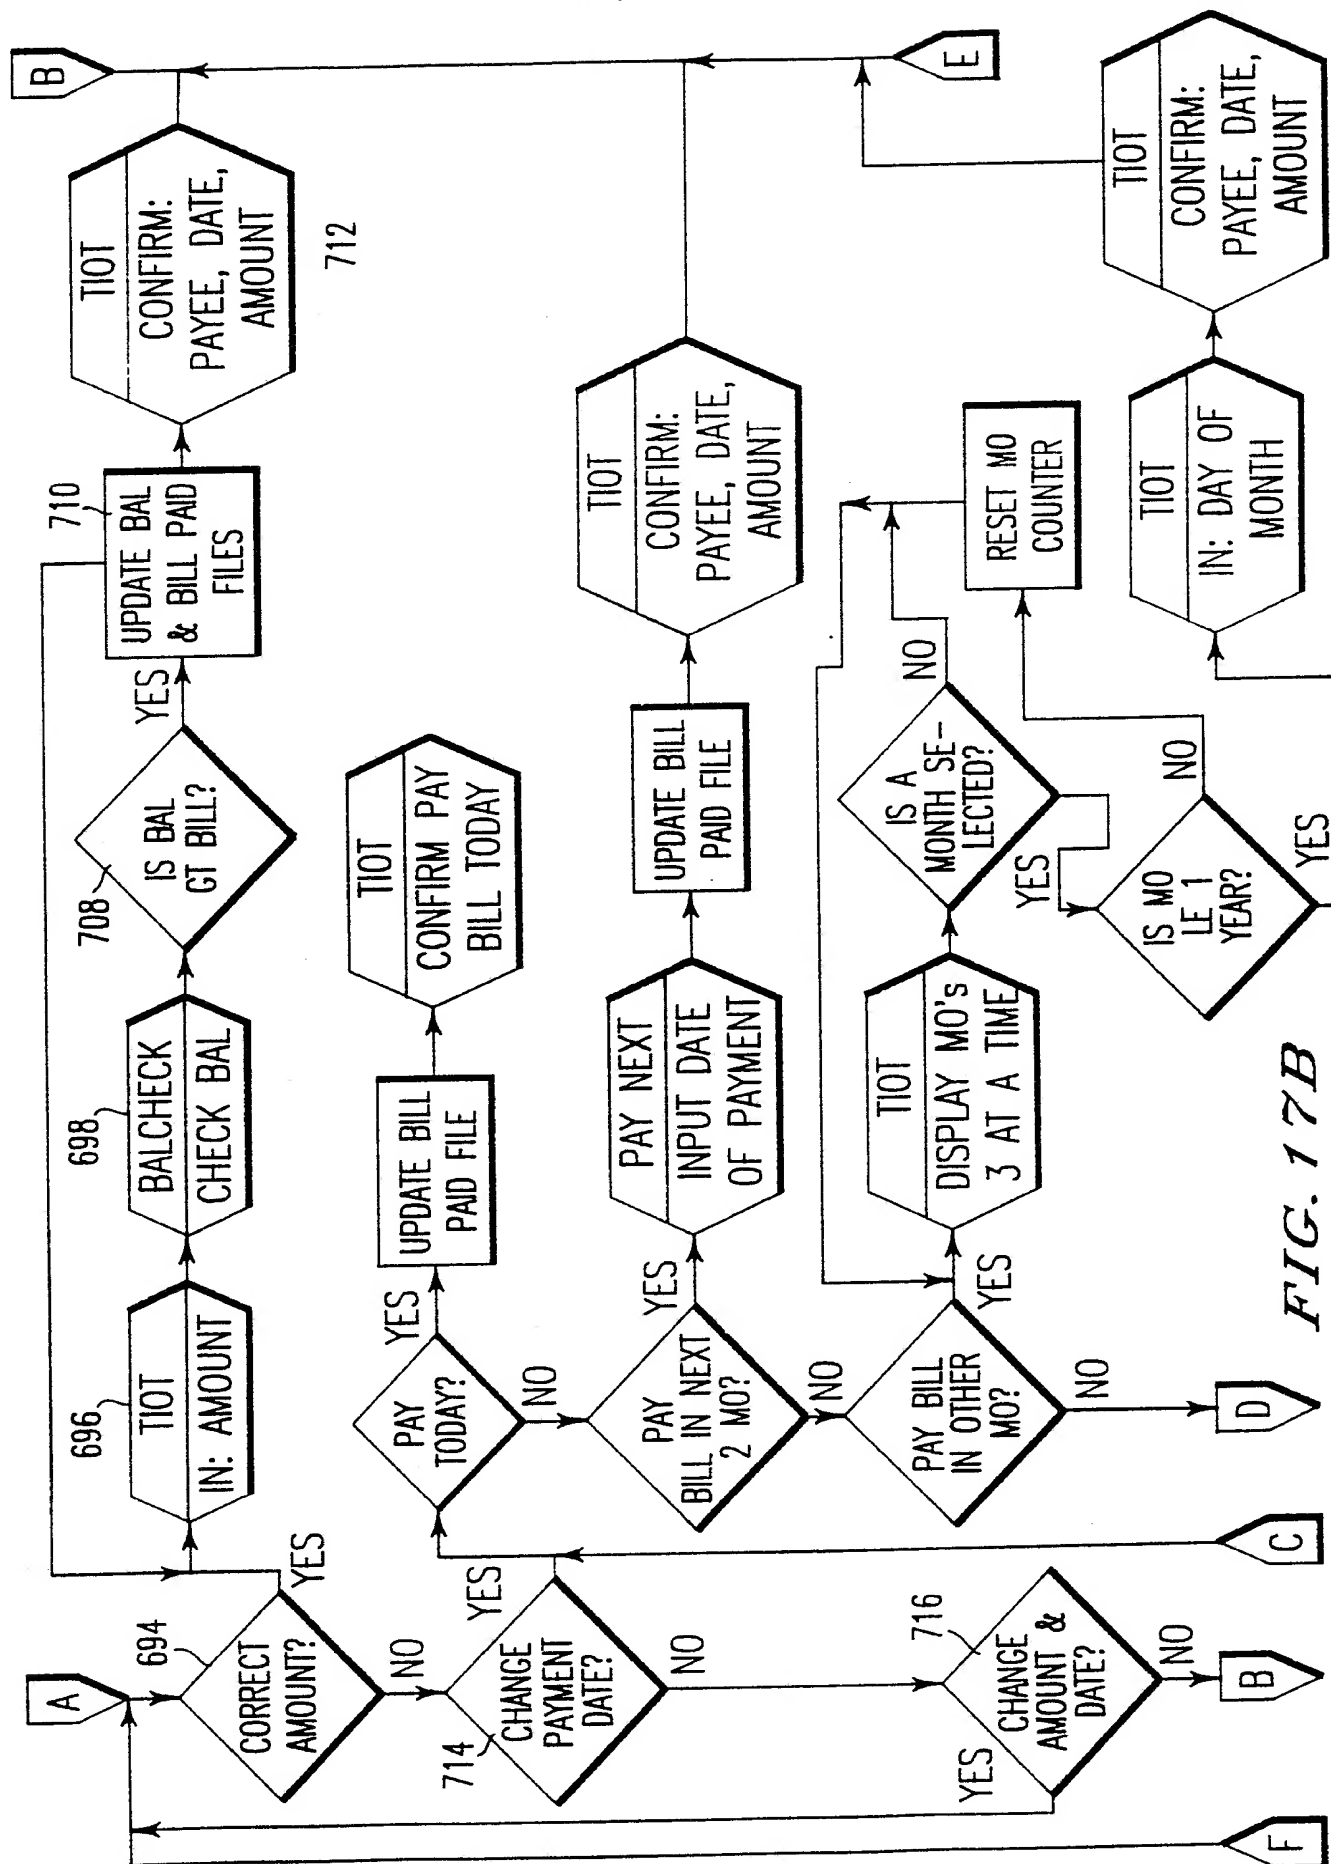 A
694
CORRECT
AMOUNT?
YES
NO
696
TIOT
IN: AMOUNT
698
BALCHECK
CHECK BAL
708
IS BAL
GT BILL?
YES
710
UPDATE BAL
& BILL PAID
FILES
TIOT
CONFIRM:
PAYEE, DATE,
AMOUNT
712
B
714
CHANGE
PAYMENT
DATE?
YES
NO
PAY
TODAY?
YES
NO
UPDATE BILL
PAID FILE
TIOT
CONFIRM PAY
BILL TODAY
PAY
BILL IN NEXT
2 MO?
YES
NO
PAY NEXT
INPUT DATE
OF PAYMENT
UPDATE BILL
PAID FILE
TIOT
CONFIRM:
PAYEE, DATE,
AMOUNT
716
CHANGE
AMOUNT &
DATE?
YES
NO
B
PAY BILL
IN OTHER
MO?
YES
NO
D
TIOT
DISPLAY MO's
3 AT A TIME
IS A
MONTH SE-
LECTED?
NO
YES
RESET MO
COUNTER
IS MO
LE 1
YEAR?
NO
YES
TIOT
IN: DAY OF
MONTH
TIOT
CONFIRM:
PAYEE, DATE,
AMOUNT
E
F
C
FIG. 17B